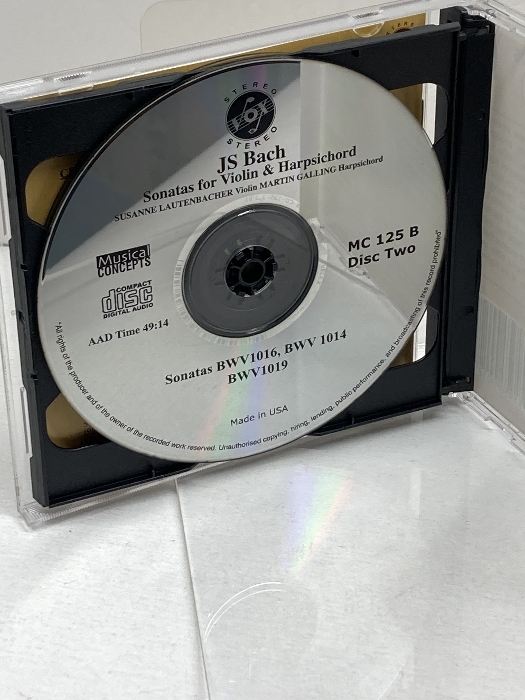 STEREO
VOX
STEREO
JS Bach
Sonatas for Violin & Harpsichord
SUSANNE LAUTENBACHER Violin MARTIN GALLING Harpsichord
Musical
CONCEPTS
MC 125 B
Disc Two
COMPACT
disc
DIGITAL AUDIO
AAD Time 49:14
Sonatas BWV1016, BWV 1014
BWV1019
Made in USA
"All rights of the producer and of the owner of the recorded work reserved. Unauthorised copying, hiring, lending, public performance, and broadcasting of this record prohibited"